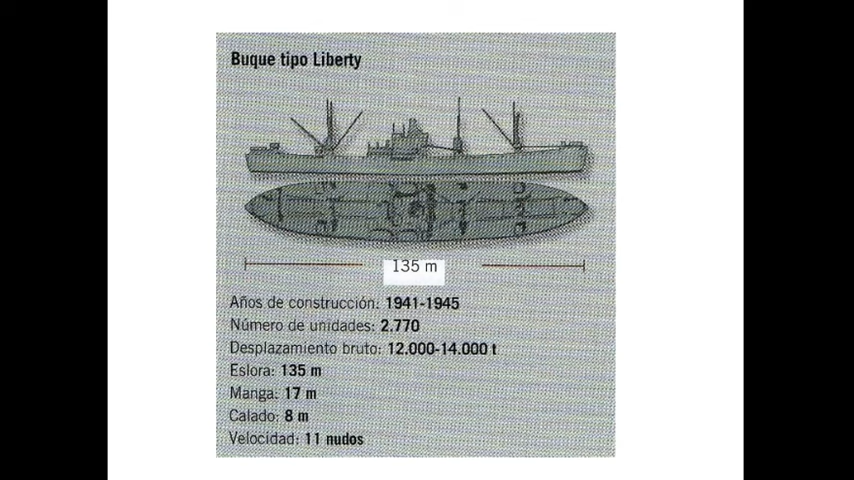 Buque tipo Liberty
135 m
Años de construcción: 1941-1945
Número de unidades: 2.770
Desplazamiento bruto: 12.000-14.000 t
Eslora: 135 m
Manga: 17 m
Calado: 8 m
Velocidad: 11 nudos